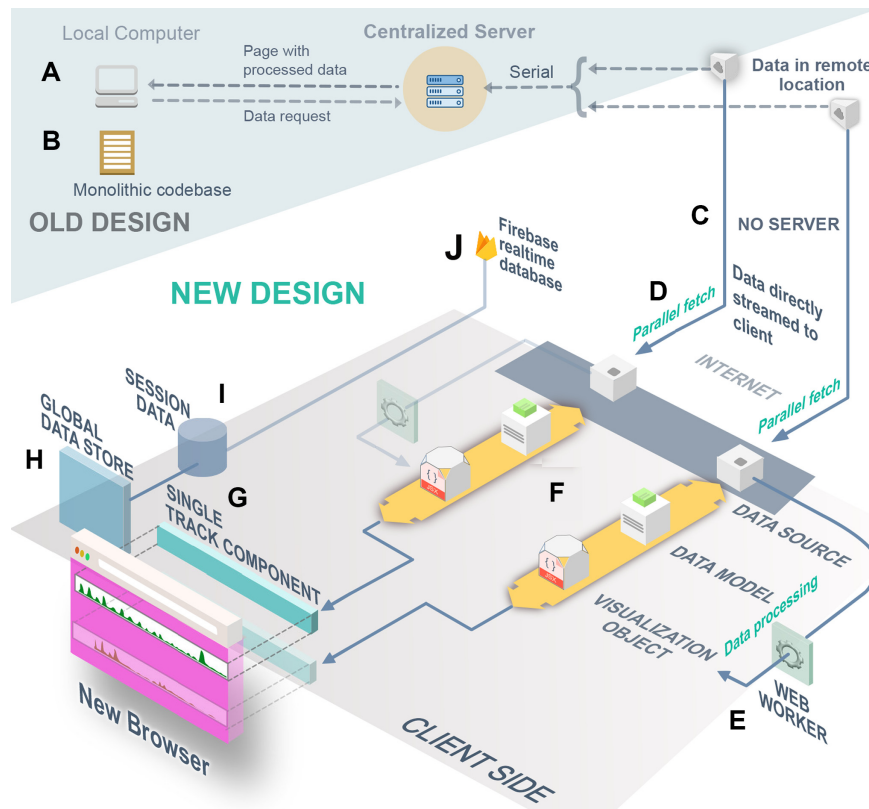 Local Computer
Centralized Server
A
Page with
processed data
Serial
Data in remote
location
Data request
B
Monolithic codebase
OLD DESIGN
C
NO SERVER
J
Firebase
realtime
database
NEW DESIGN
D
Parallel fetch
Data directly
streamed to
client
INTERNET
Parallel fetch
I
SESSION
DATA
H
GLOBAL
DATA STORE
G
SINGLE
TRACK COMPONENT
F
{ }
JSON
{ }
JSON
DATA SOURCE
DATA MODEL
VISUALIZATION
OBJECT
Data processing
E
WEB
WORKER
New Browser
CLIENT SIDE